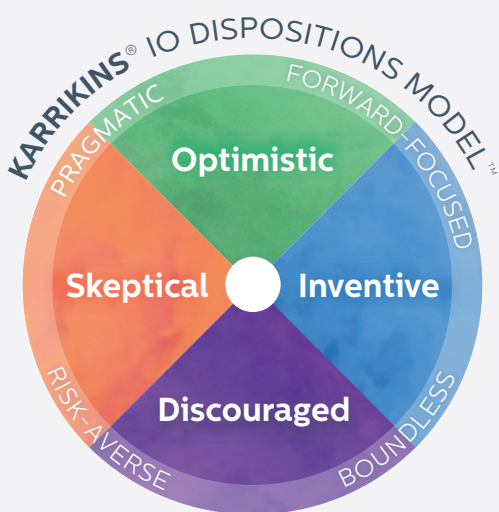 KARRIKINS® IO DISPOSITIONS MODEL™
PRAGMATIC
FORWARD-FOCUSED
Optimistic
Skeptical
Inventive
Discouraged
RISK-AVERSE
BOUNDLESS